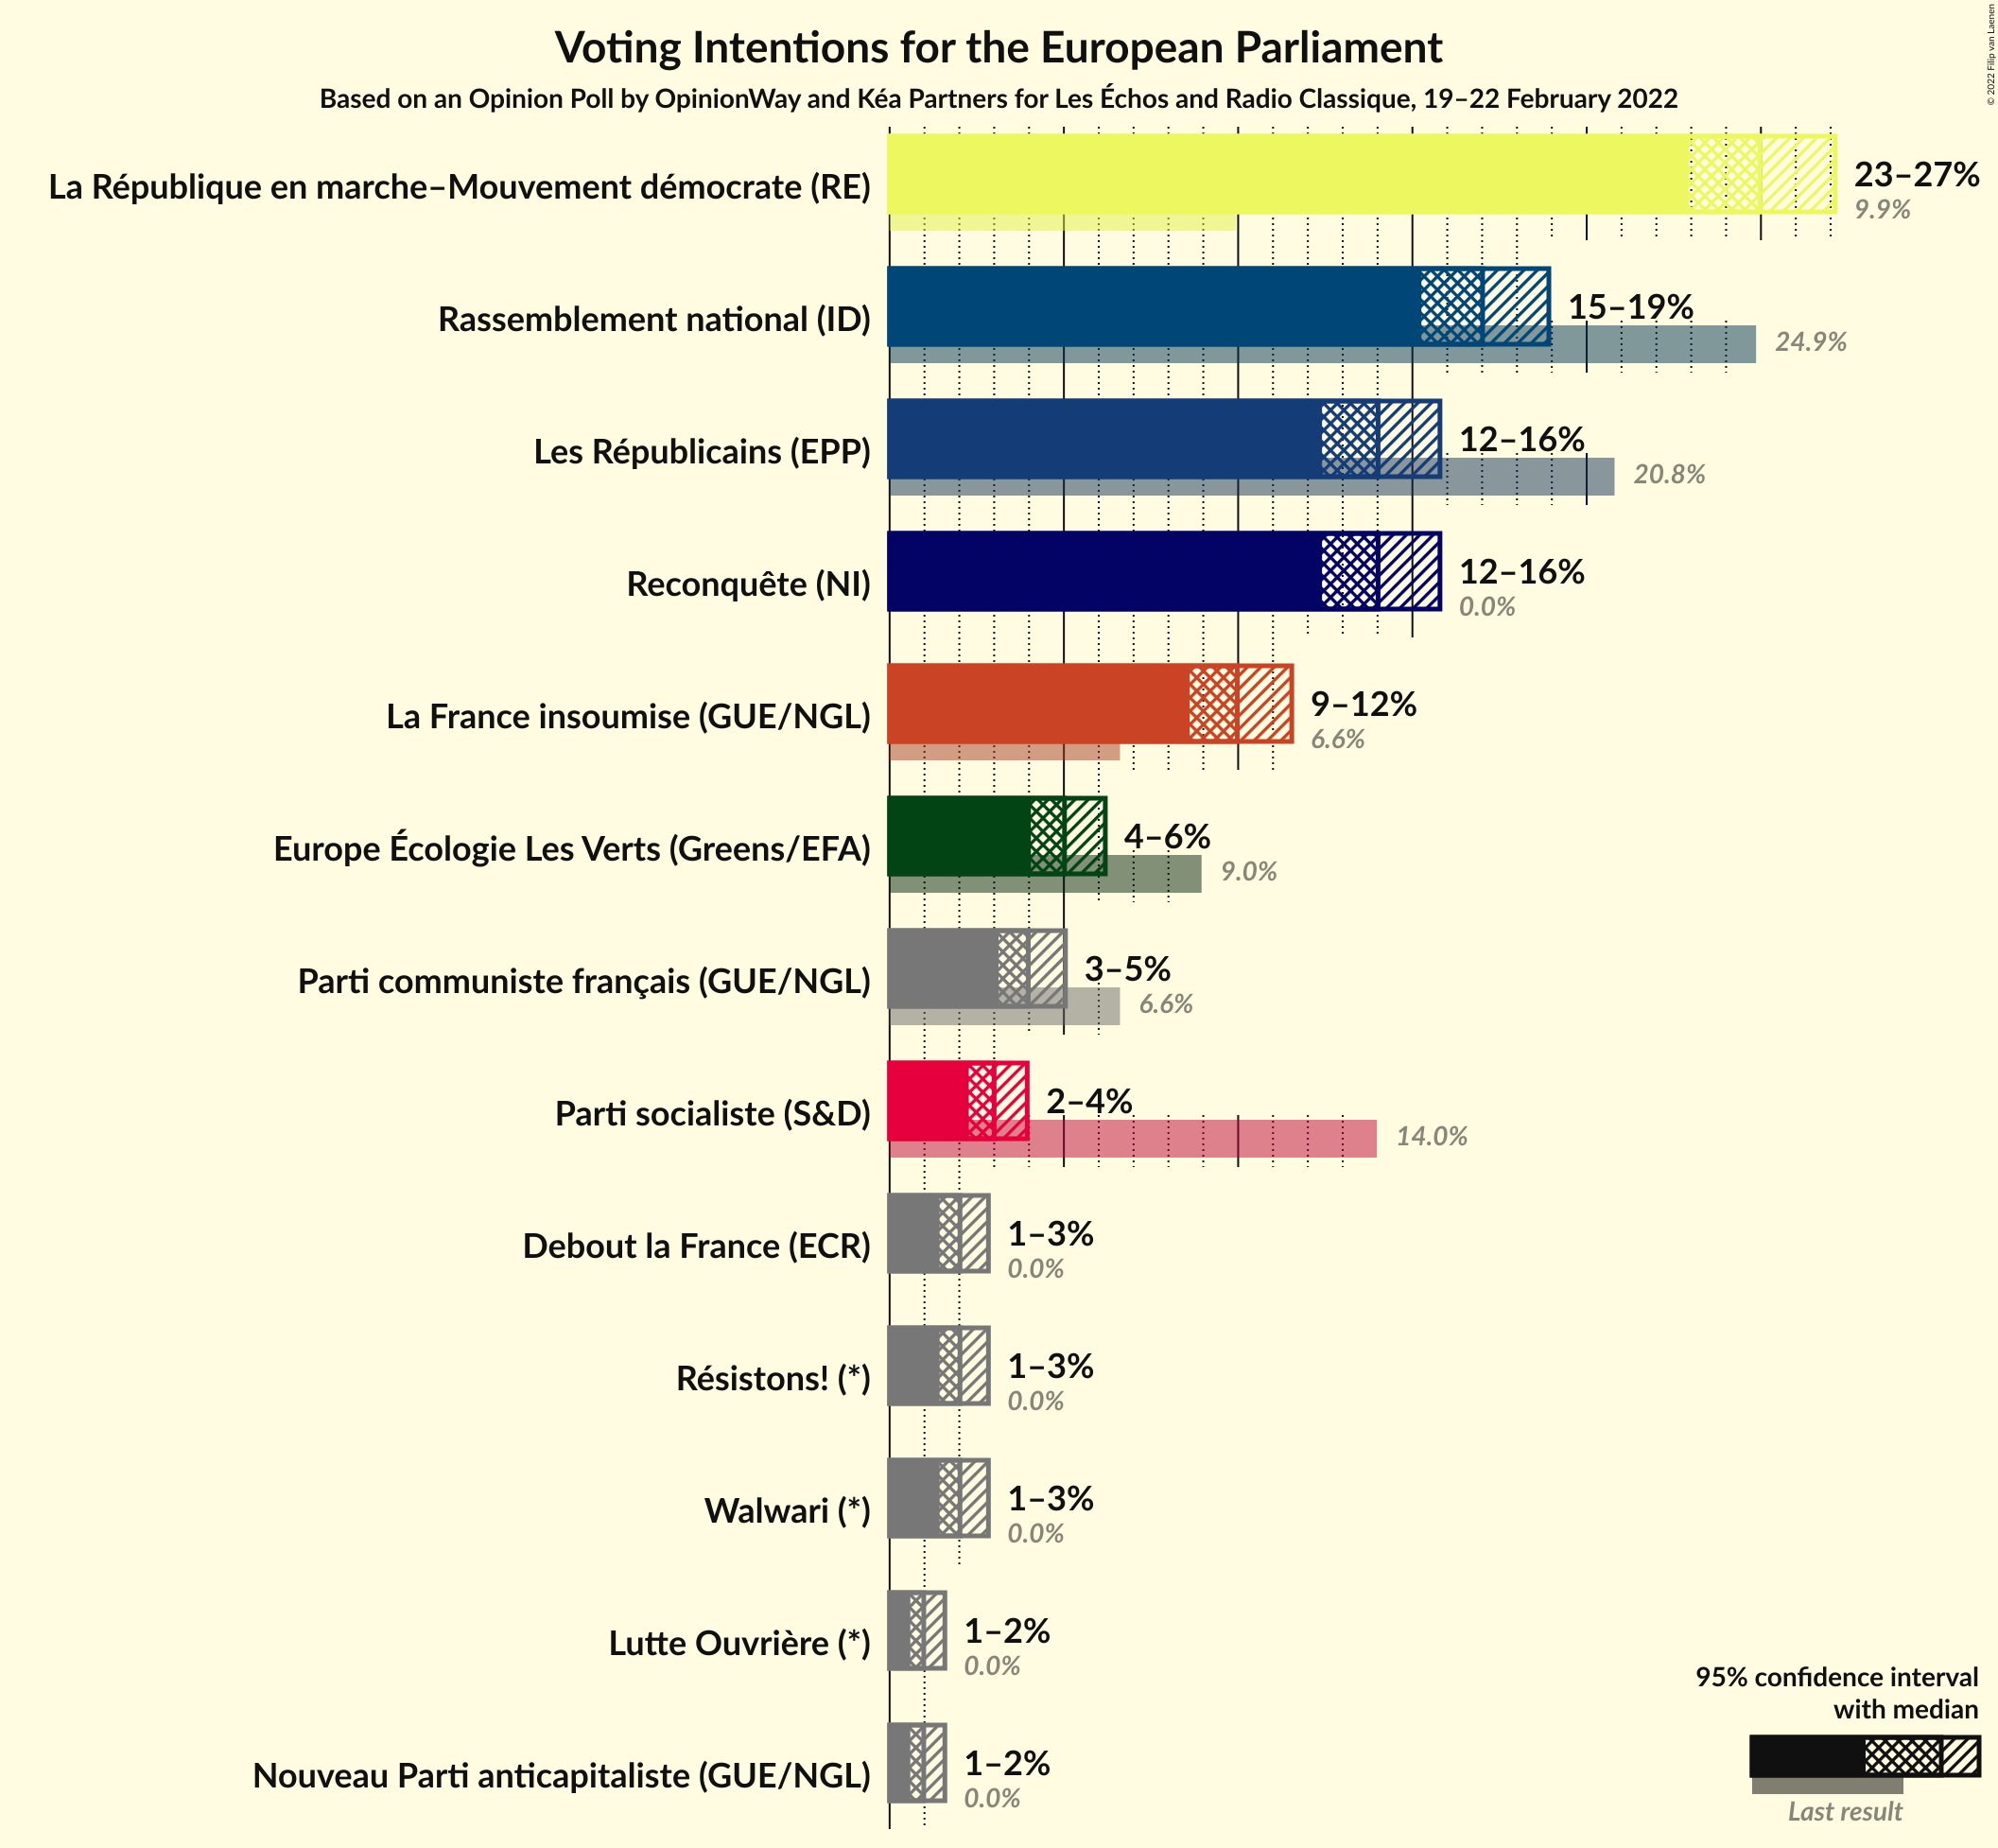 Voting Intentions for the European Parliament
Based on an Opinion Poll by OpinionWay and Kéa Partners for Les Échos and Radio Classique, 19–22 February 2022
© 2022 Filip van Laenen
La République en marche–Mouvement démocrate (RE)
23–27%
9.9%
Rassemblement national (ID)
15–19%
24.9%
Les Républicains (EPP)
12–16%
20.8%
Reconquête (NI)
12–16%
0.0%
La France insoumise (GUE/NGL)
9–12%
6.6%
Europe Écologie Les Verts (Greens/EFA)
4–6%
9.0%
Parti communiste français (GUE/NGL)
3–5%
6.6%
Parti socialiste (S&D)
2–4%
14.0%
Debout la France (ECR)
1–3%
0.0%
Résistons! (*)
1–3%
0.0%
Walwari (*)
1–3%
0.0%
Lutte Ouvrière (*)
1–2%
0.0%
Nouveau Parti anticapitaliste (GUE/NGL)
1–2%
0.0%
95% confidence interval
with median
Last result